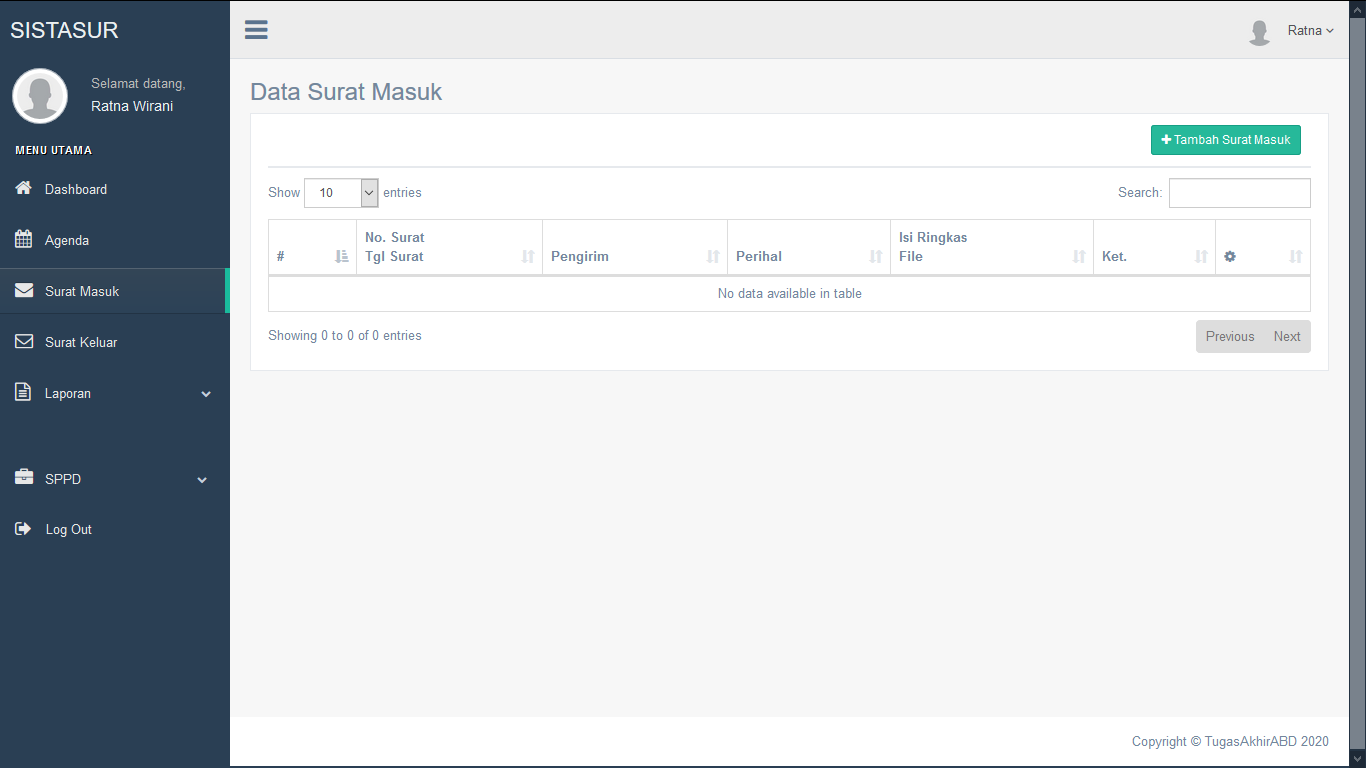 SISTASUR
Selamat datang,
Ratna Wirani
MENU UTAMA
Dashboard
Agenda
Surat Masuk
Surat Keluar
Laporan
SPPD
Log Out
Ratna
Data Surat Masuk
Tambah Surat Masuk
Show 10 entries
Search:
#
No. Surat
Tgl Surat
Pengirim
Perihal
Isi Ringkas
File
Ket.
No data available in table
Showing 0 to 0 of 0 entries
Previous Next
Copyright © TugasAkhirABD 2020